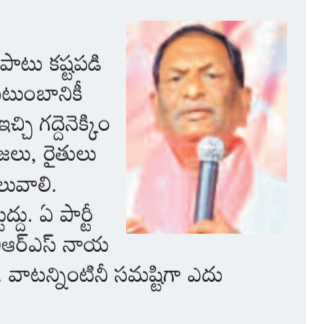 పాటు కష్టపడి
టుంబానికీ
ఇచ్చి గద్దెనెక్కిం
జలు, రైతులు
లువాలి.
ద్దు. ఏ పార్టీ
ఆర్ఎస్ నాయ
. వాటన్నింటినీ సమష్టిగా ఎదు